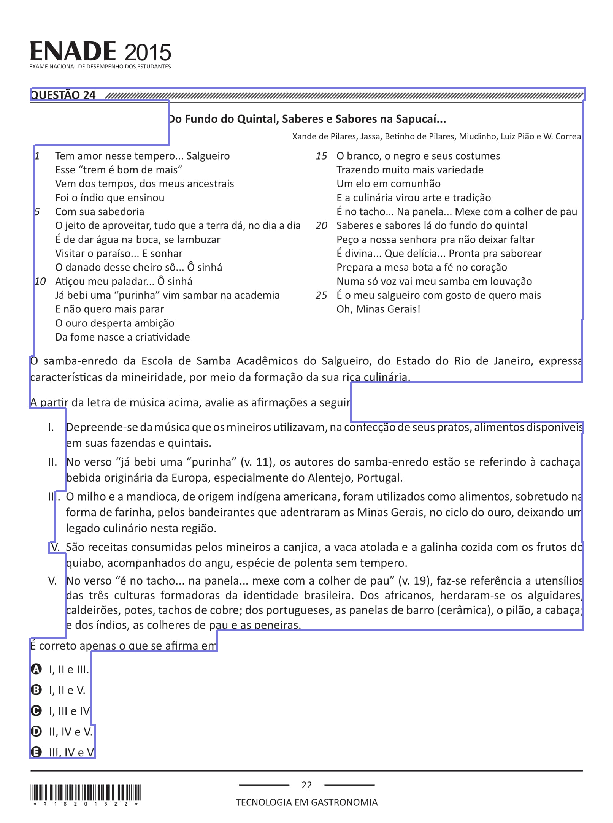 ENADE 2015
EXAME NACIONAL DE DESEMPENHO DOS ESTUDANTES
QUESTÃO 24
Do Fundo do Quintal, Saberes e Sabores na Sapucaí...
Xande de Pilares, Jassa, Betinho de Pilares, Miudinho, Luiz Pião e W. Correa
1 Tem amor nesse tempero... Salgueiro
Esse “trem é bom de mais”
Vem dos tempos, dos meus ancestrais
Foi o índio que ensinou
5 Com sua sabedoria
O jeito de aproveitar, tudo que a terra dá, no dia a dia
É de dar água na boca, se lambuzar
Visitar o paraíso... E sonhar
O danado desse cheiro sô... Ô sinhá
10 Atiçou meu paladar... Ô sinhá
Já bebi uma “purinha” vim sambar na academia
E não quero mais parar
O ouro desperta ambição
Da fome nasce a criatividade
15 O branco, o negro e seus costumes
Trazendo muito mais variedade
Um elo em comunhão
E a culinária virou arte e tradição
É no tacho... Na panela... Mexe com a colher de pau
20 Saberes e sabores lá do fundo do quintal
Peço a nossa senhora pra não deixar faltar
É divina... Que delícia... Pronta pra saborear
Prepara a mesa bota a fé no coração
Numa só voz vai meu samba em louvação
25 É o meu salgueiro com gosto de quero mais
Oh, Minas Gerais!
O samba-enredo da Escola de Samba Acadêmicos do Salgueiro, do Estado do Rio de Janeiro, expressa
características da mineiridade, por meio da formação da sua rica culinária.
A partir da letra de música acima, avalie as afirmações a seguir
I. Depreende-se da música que os mineiros utilizavam, na confecção de seus pratos, alimentos disponíveis
em suas fazendas e quintais.
II. No verso “já bebi uma “purinha” (v. 11), os autores do samba-enredo estão se referindo à cachaça,
bebida originária da Europa, especialmente do Alentejo, Portugal.
III. O milho e a mandioca, de origem indígena americana, foram utilizados como alimentos, sobretudo na
forma de farinha, pelos bandeirantes que adentraram as Minas Gerais, no ciclo do ouro, deixando um
legado culinário nesta região.
IV. São receitas consumidas pelos mineiros a canjica, a vaca atolada e a galinha cozida com os frutos do
quiabo, acompanhados do angu, espécie de polenta sem tempero.
V. No verso “é no tacho... na panela... mexe com a colher de pau” (v. 19), faz-se referência a utensílios
das três culturas formadoras da identidade brasileira. Dos africanos, herdaram-se os alguidares,
caldeirões, potes, tachos de cobre; dos portugueses, as panelas de barro (cerâmica), o pilão, a cabaça;
e dos índios, as colheres de pau e as peneiras.
É correto apenas o que se afirma em
A I, II e III.
B I, II e V.
C I, III e IV
D II, IV e V.
E III, IV e V
22
TECNOLOGIA EM GASTRONOMIA